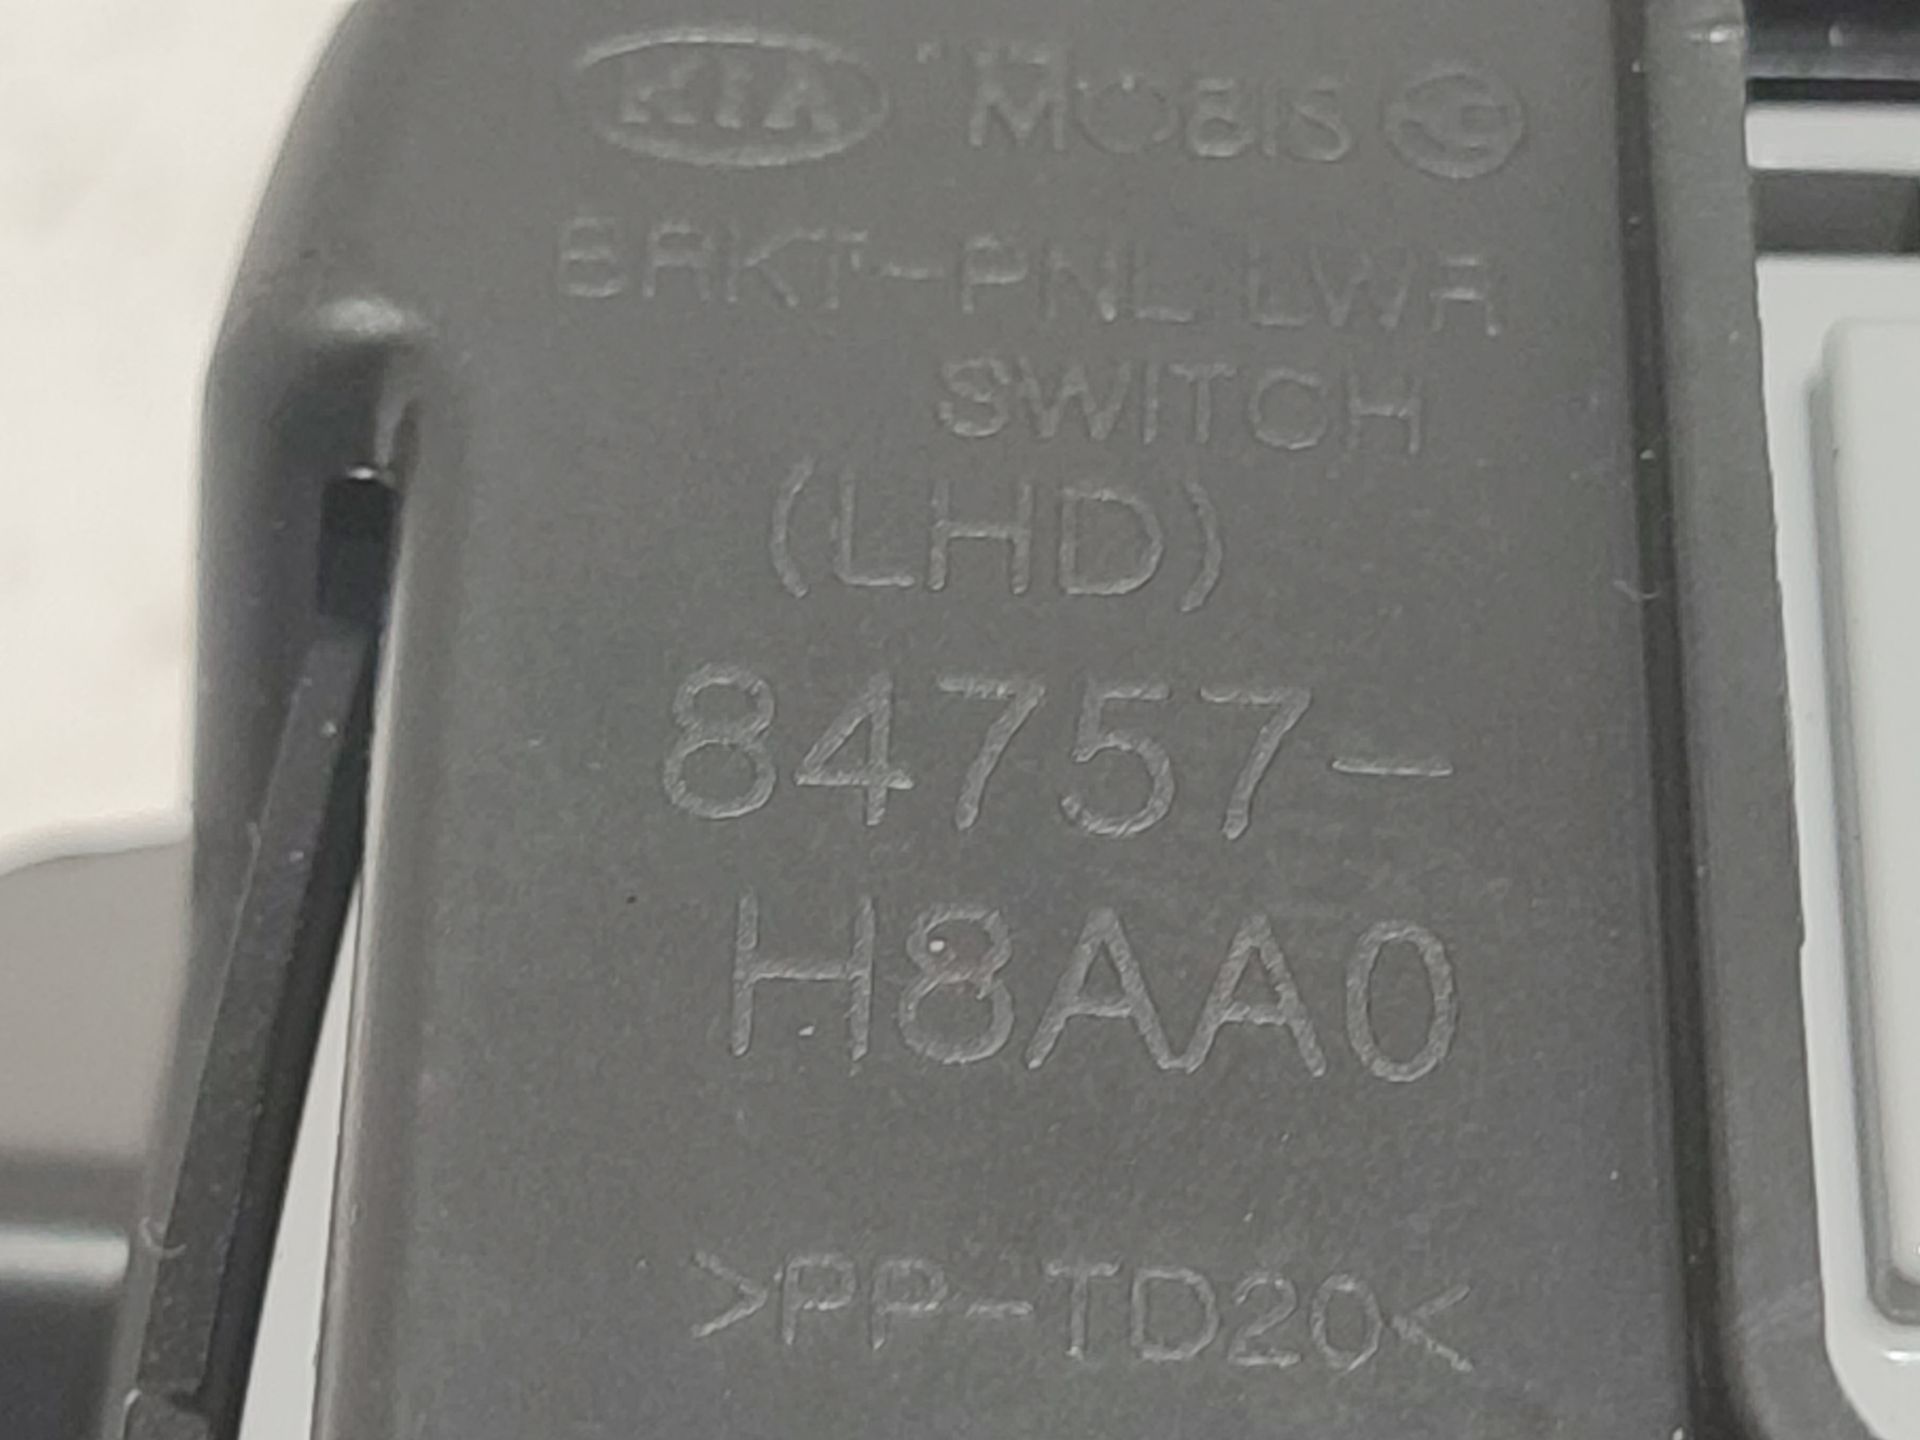 KIA MOBIS
BRKT-PNL LWR
SWITCH
(LHD)
84757-
H8AA0
>PP-TD20<